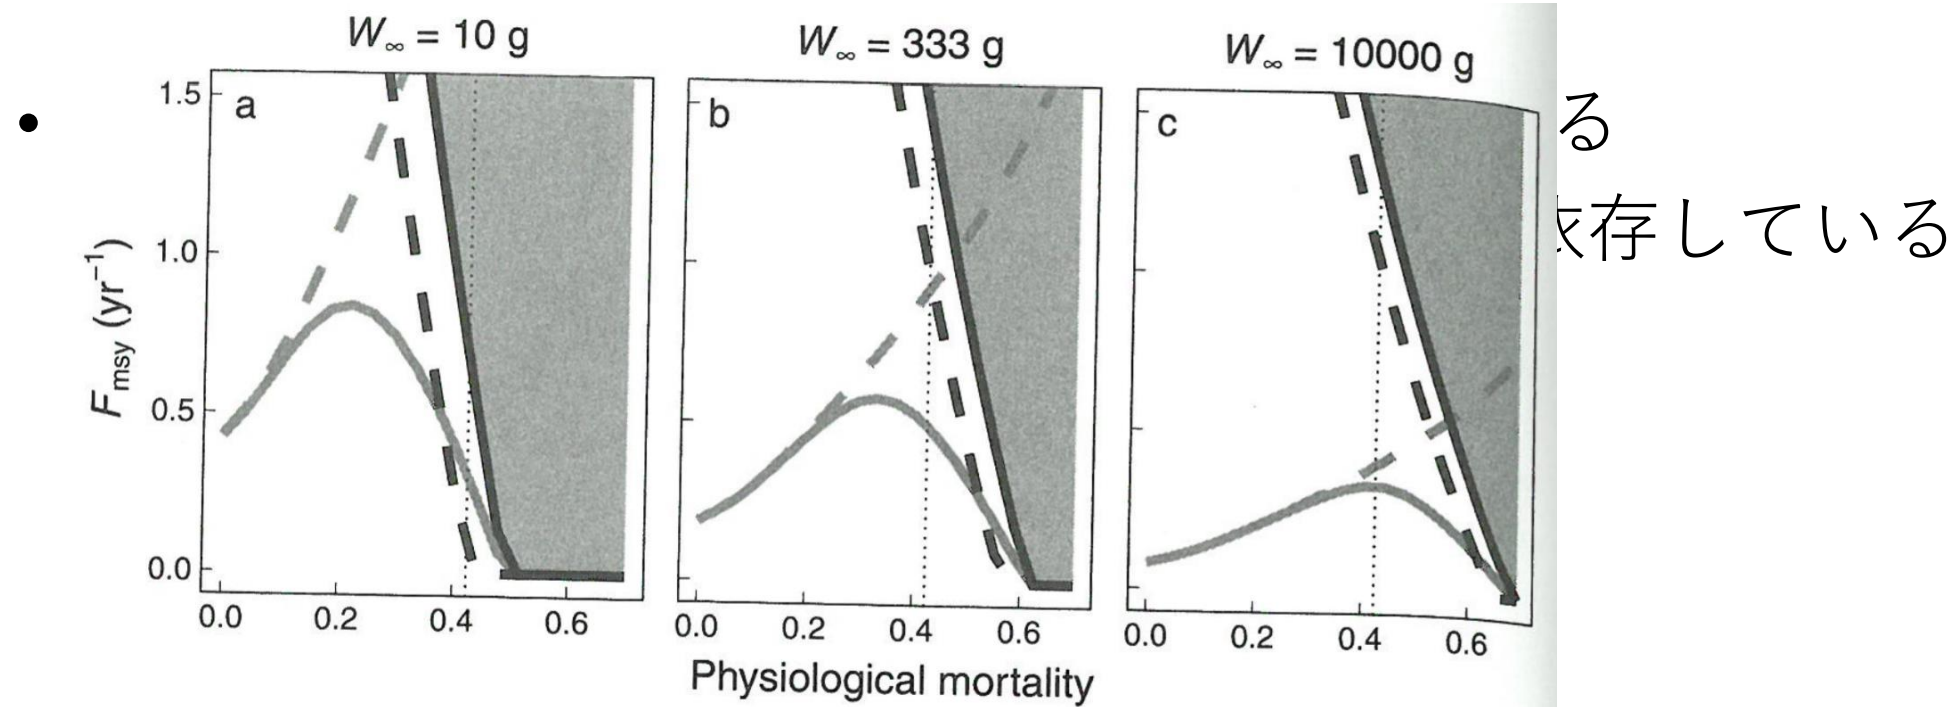 W∞ = 10 g
W∞ = 333 g
W∞ = 10000 g
a
b
c
1.5
1.0
0.5
0.0
Fmsy (yr⁻¹)
0.0 0.2 0.4 0.6
0.0 0.2 0.4 0.6
0.0 0.2 0.4 0.6
Physiological mortality
• る
存している